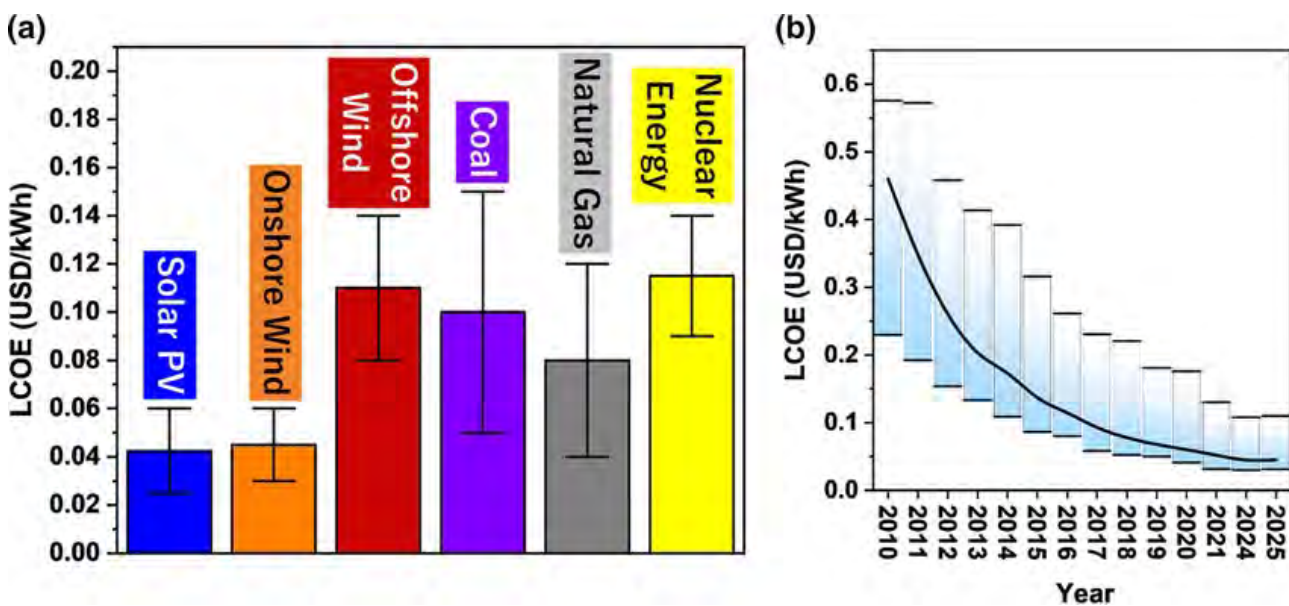 (a)
LCOE (USD/kWh)
0.20
0.18
0.16
0.14
0.12
0.10
0.08
0.06
0.04
0.02
0.00
Solar PV
Onshore Wind
Offshore
Wind
Coal
Natural Gas
Nuclear
Energy
(b)
LCOE (USD/kWh)
0.6
0.5
0.4
0.3
0.2
0.1
0.0
2010
2011
2012
2013
2014
2015
2016
2017
2018
2019
2020
2021
2024
2025
Year